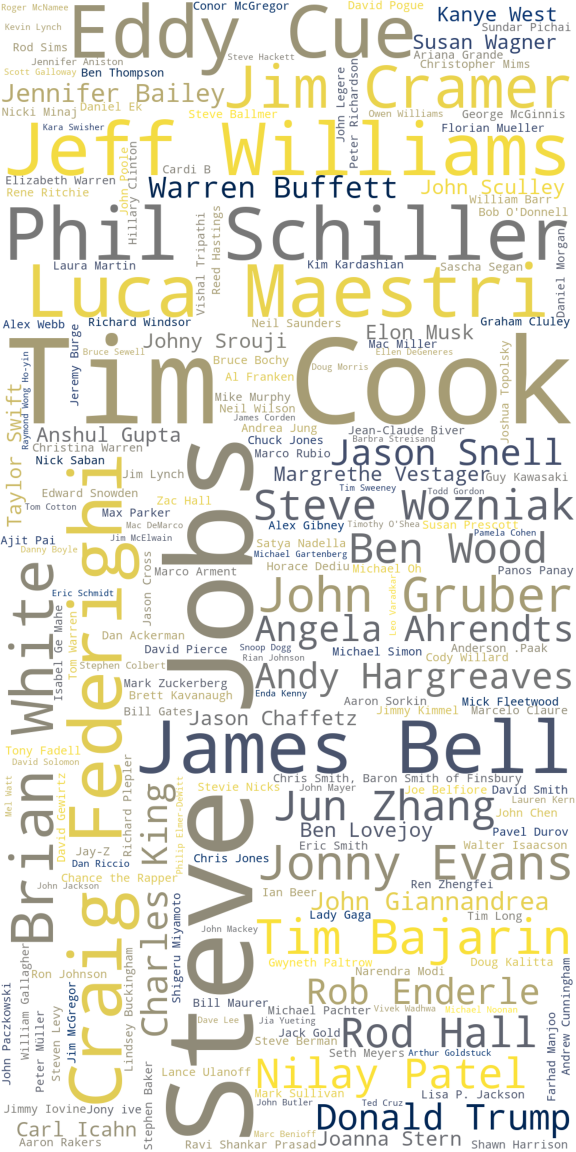 Roger McNamee
Conor McGregor
David Pogue
Eddy Cue
Kanye West
Kevin Lynch
Sundar Pichai
Rod Sims
Susan Wagner
Ariana Grande
Steve Hackett
Jennifer Aniston
Christopher Mims
Scott Galloway
Ben Thompson
Jim Cramer
Jennifer Bailey
John Legere
Peter Richardson
Nicki Minaj
Daniel Ek
Steve Ballmer
Owen Williams
George McGinnis
Kara Swisher
Florian Mueller
Jeff Williams
John Poole
Hillary Clinton
Cardi B
Elizabeth Warren
Warren Buffett
John Sculley
Rene Ritchie
William Barr
Bob O'Donnell
Phil Schiller
Vishal Tripathi
Reed Hastings
Daniel Morgan
Laura Martin
Kim Kardashian
Sascha Segan
Luca Maestri
Alex Webb
Richard Windsor
Neil Saunders
Graham Cluley
Jeremy Burge
Johny Srouji
Elon Musk
Mac Miller
Tim Cook
Raymond Wong Ho-yin
Bruce Sewell
Bruce Bochy
Ellen DeGeneres
Joshua Topolsky
Doug Morris
Al Franken
Taylor Swift
Mike Murphy
Neil Wilson
James Corden
Andrea Jung
Jean-Claude Biver
Anshul Gupta
Chuck Jones
Barbra Streisand
Christina Warren
Marco Rubio
Jason Snell
Nick Saban
Craig Federighi
Steve Jobs
Jim Lynch
Margrethe Vestager
Guy Kawasaki
Edward Snowden
Tim Sweeney
Todd Gordon
Zac Hall
Steve Wozniak
Tom Cotton
Max Parker
Mac DeMarco
Alex Gibney
Timothy O'Shea
Susan Prescott
Ajit Pai
Jim McElwain
Pamela Cohen
Danny Boyle
Satya Nadella
Ben Wood
Michael Gartenberg
Brian White
Jason Cross
Marco Arment
Horace Dediu
Michael Oh
Panos Panay
Leo Varadkar
Eric Schmidt
John Gruber
Isabel Ge Mahe
Tom Warren
Dan Ackerman
Angela Ahrendts
David Pierce
Snoop Dogg
Michael Simon
Anderson .Paak
Stephen Colbert
Rian Johnson
Cody Willard
Mark Zuckerberg
Andy Hargreaves
Brett Kavanaugh
Enda Kenny
Aaron Sorkin
Mick Fleetwood
Bill Gates
Jason Chaffetz
Jimmy Kimmel
Marcelo Claure
James Bell
Tony Fadell
David Solomon
Mel Watt
David Gewirtz
Richard Plepler
Charles King
Philip Elmer-Dewitt
Chris Smith, Baron Smith of Finsbury
Stevie Nicks
John Mayer
Joe Belfiore
David Smith
Lauren Kern
Jun Zhang
John Chen
Ben Lovejoy
Pavel Durov
Jay-Z
Eric Smith
Walter Isaacson
Dan Riccio
Chris Jones
Jonny Evans
Chance the Rapper
John Jackson
Ren Zhengfei
Ian Beer
John Giannandrea
Shigeru Miyamoto
Lady Gaga
Tim Long
John Mackey
Tim Bajarin
John Paczkowski
William Gallagher
Peter Müller
Steven Levy
Ron Johnson
Jim McGregor
Lindsey Buckingham
Gwyneth Paltrow
Doug Kalitta
Narendra Modi
Rob Enderle
Andrew Cunningham
Farhad Manjoo
Bill Maurer
Michael Pachter
Vivek Wadhwa
Michael Noonan
Dave Lee
Jia Yueting
Jack Gold
Rod Hall
Steve Berman
Seth Meyers
Arthur Goldstuck
Lance Ulanoff
Nilay Patel
Stephen Baker
Mark Sullivan
Lisa P. Jackson
Jimmy Iovine
Jony ive
John Butler
Ted Cruz
Donald Trump
Carl Icahn
Marc Benioff
Joanna Stern
Aaron Rakers
Ravi Shankar Prasad
Shawn Harrison